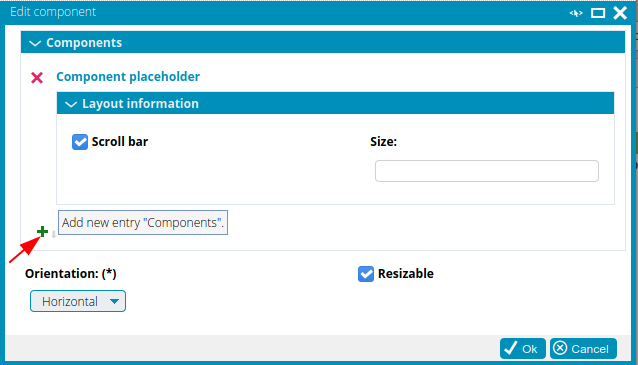 Edit component
Components
Component placeholder
Layout information
Scroll bar
Size:
Add new entry "Components".
Orientation: (*)
Resizable
Horizontal
Ok
Cancel